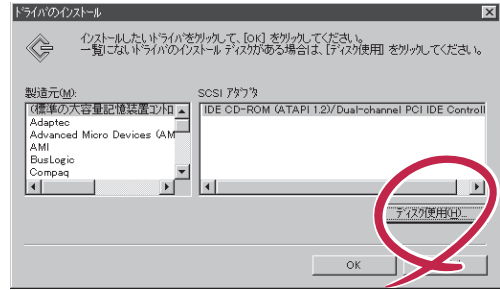 ドライバのインストール
インストールしたいドライバをクリックして、[OK] をクリックしてください。
一覧にないドライバのインストール ディスクがある場合は、[ディスク使用] をクリックしてください。
製造元(M):
SCSI アダプタ
(標準の大容量記憶装置コントロ
Adaptec
Advanced Micro Devices (AM
AMI
BusLogic
Compaq
IDE CD-ROM (ATAPI 1.2)/Dual-channel PCI IDE Controll
ディスク使用(H)...
OK